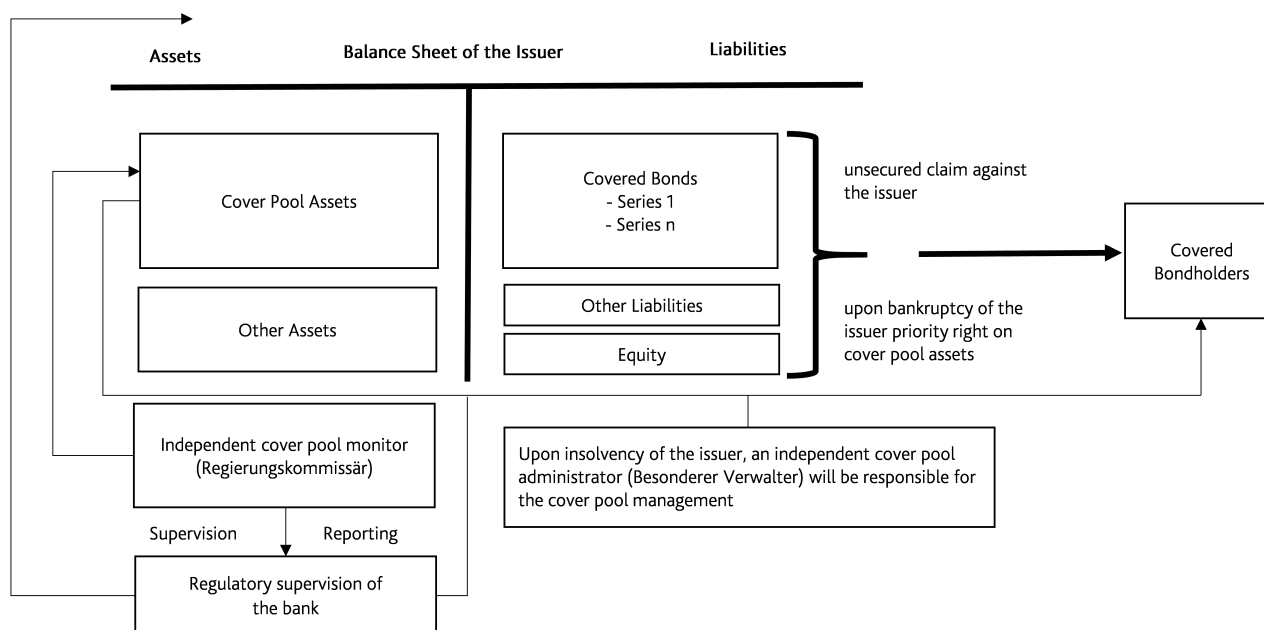 Assets
Balance Sheet of the Issuer
Liabilities
Cover Pool Assets
Covered Bonds
- Series 1
- Series n
unsecured claim against
the issuer
Covered
Bondholders
Other Assets
Other Liabilities
Equity
upon bankruptcy of the
issuer priority right on
cover pool assets
Independent cover pool monitor
(Regierungskommissär)
Upon insolvency of the issuer, an independent cover pool
administrator (Besonderer Verwalter) will be responsible for
the cover pool management
Supervision
Reporting
Regulatory supervision of
the bank